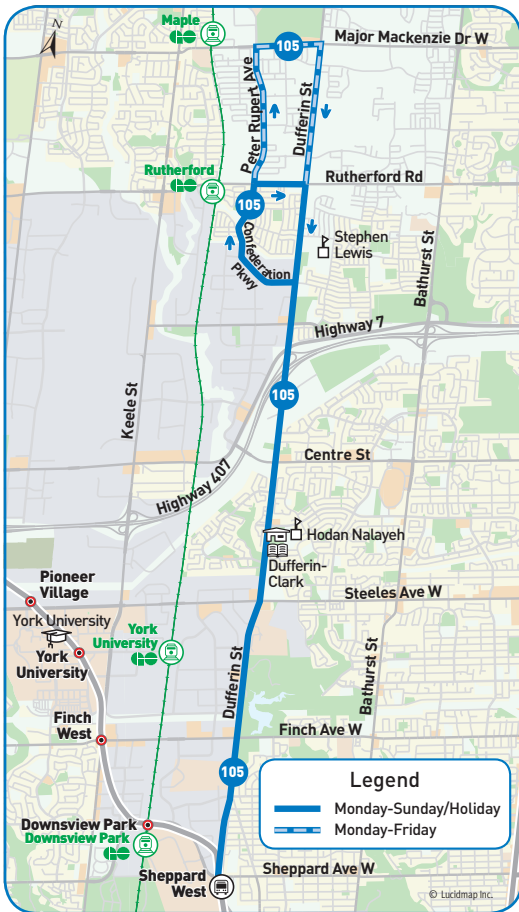 Maple
N
105
Major Mackenzie Dr W
Peter Rupert Ave
Dufferin St
Rutherford
Rutherford Rd
105
Confederation
Pkwy
Stephen
Lewis
Bathurst St
Highway 7
Keele St
105
Centre St
Highway 407
Hodan Nalayeh
Dufferin-
Clark
Pioneer
Village
Steeles Ave W
York University
York
University
York
University
Bathurst St
Dufferin St
Finch
West
Finch Ave W
105
Legend
Monday-Sunday/Holiday
Monday-Friday
Downsview Park
Downsview Park
Sheppard
West
Sheppard Ave W
© Lucidmap Inc.